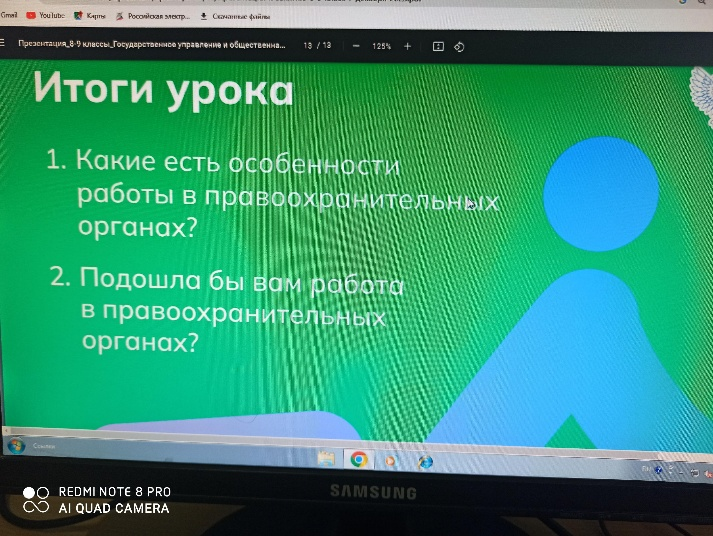 Gmail YouTube Карты Российская электр... Скачанные файлы
Презентация_8-9 классы_Государственное управление и общественна... 13 / 13 125%
Итоги урока
1. Какие есть особенности
работы в правоохранительных
органах?
2. Подошла бы вам работа
в правоохранительных
органах?
Ссылки
REDMI NOTE 8 PRO
AI QUAD CAMERA
SAMSUNG